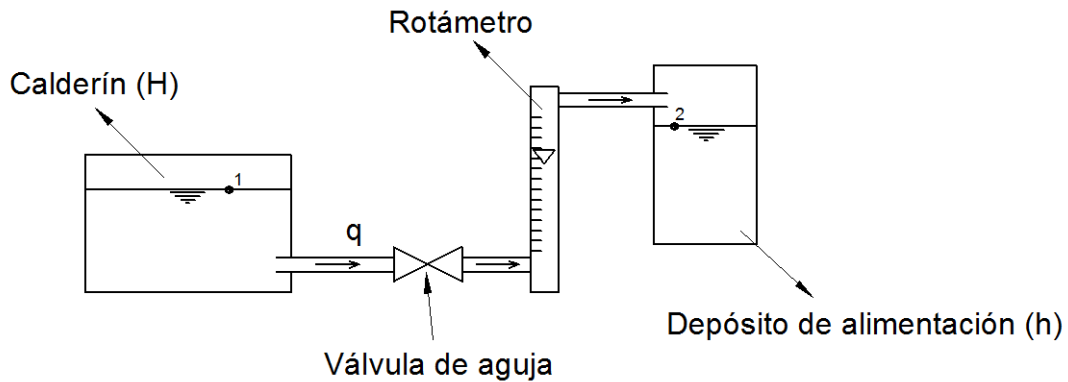 Rotámetro
Calderín (H)
2
1
q
Depósito de alimentación (h)
Válvula de aguja